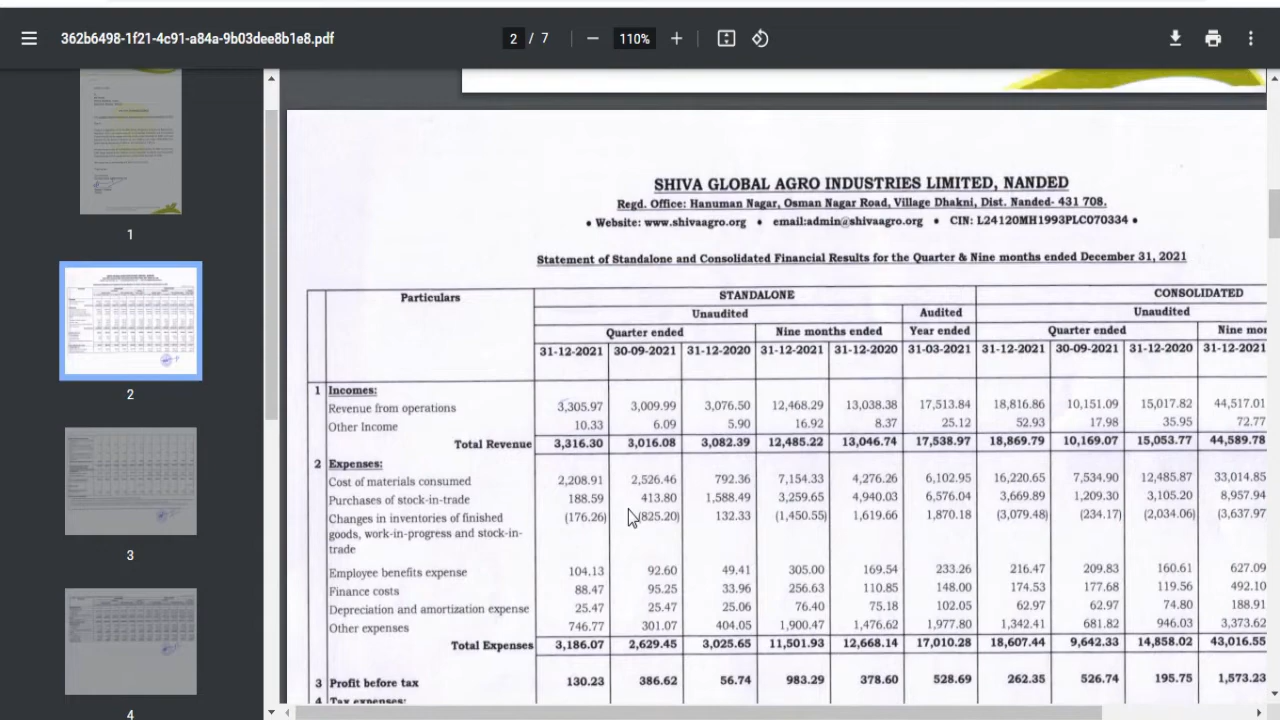 362b6498-1f21-4c91-a84a-9b03dee8b1e8.pdf 2 / 7 110%
1
2
3
4
SHIVA GLOBAL AGRO INDUSTRIES LIMITED, NANDED
Regd. Office: Hanuman Nagar, Osman Nagar Road, Village Dhakni, Dist. Nanded- 431 708.
• Website: www.shivaagro.org • email:admin@shivaagro.org • CIN: L24120MH1993PLC070334 •
Statement of Standalone and Consolidated Financial Results for the Quarter & Nine months ended December 31, 2021
Particulars STANDALONE CONSOLIDATED
Unaudited Audited Unaudited
Quarter ended Nine months ended Year ended Quarter ended Nine mo
31-12-2021 30-09-2021 31-12-2020 31-12-2021 31-12-2020 31-03-2021 31-12-2021 30-09-2021 31-12-2020 31-12-2021
1 Incomes:
Revenue from operations 3,305.97 3,009.99 3,076.50 12,468.29 13,038.38 17,513.84 18,816.86 10,151.09 15,017.82 44,517.01
Other Income 10.33 6.09 5.90 16.92 8.37 25.12 52.93 17.98 35.95 72.77
Total Revenue 3,316.30 3,016.08 3,082.39 12,485.22 13,046.74 17,538.97 18,869.79 10,169.07 15,053.77 44,589.78
2 Expenses:
Cost of materials consumed 2,208.91 2,526.46 792.36 7,154.33 4,276.26 6,102.95 16,220.65 7,534.90 12,485.87 33,014.85
Purchases of stock-in-trade 188.59 413.80 1,588.49 3,259.65 4,940.03 6,576.04 3,669.89 1,209.30 3,105.20 8,957.94
Changes in inventories of finished (176.26) (825.20) 132.33 (1,450.55) 1,619.66 1,870.18 (3,079.48) (234.17) (2,034.06) (3,637.97
goods, work-in-progress and stock-in-
trade
Employee benefits expense 104.13 92.60 49.41 305.00 169.54 233.26 216.47 209.83 160.61 627.09
Finance costs 88.47 95.25 33.96 256.63 110.85 148.00 174.53 177.68 119.56 492.10
Depreciation and amortization expense 25.47 25.47 25.06 76.40 75.18 102.05 62.97 62.97 74.80 188.91
Other expenses 746.77 301.07 404.05 1,900.47 1,476.62 1,977.80 1,342.41 681.82 946.03 3,373.62
Total Expenses 3,186.07 2,629.45 3,025.65 11,501.93 12,668.14 17,010.28 18,607.44 9,642.33 14,858.02 43,016.55
3 Profit before tax 130.23 386.62 56.74 983.29 378.60 528.69 262.35 526.74 195.75 1,573.23
4 Tax expenses: